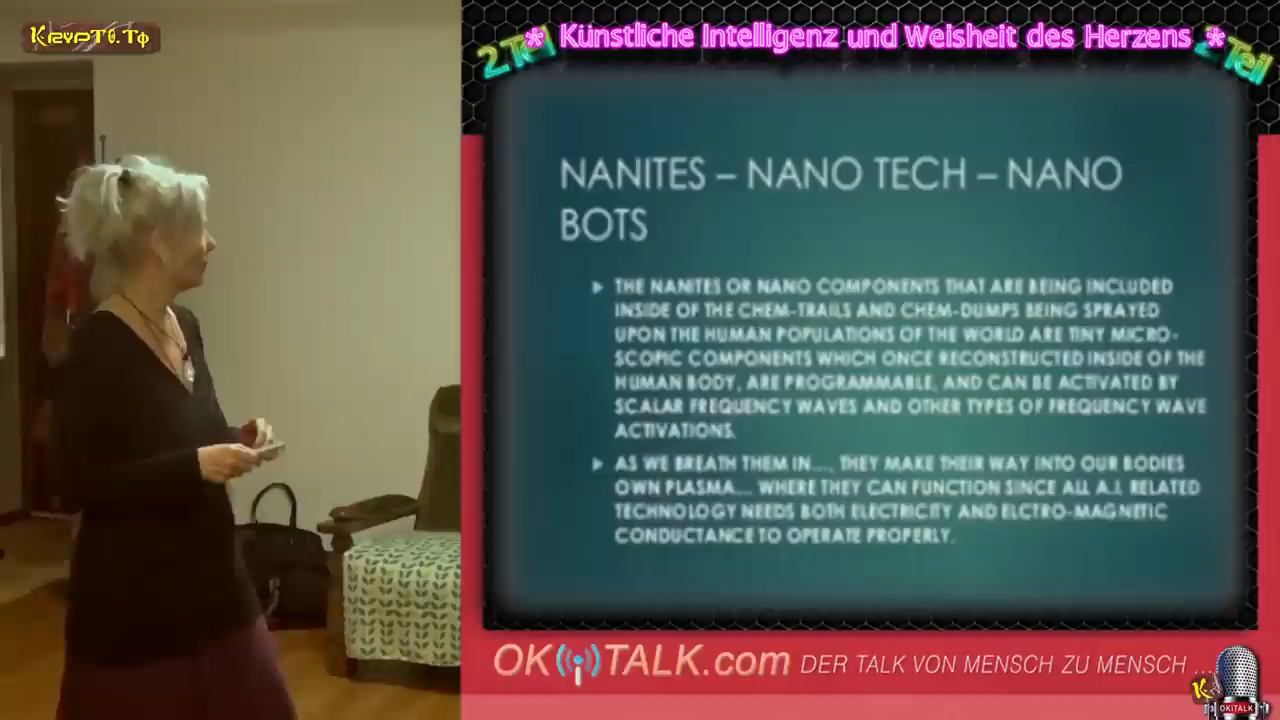 KrypT0.Tφ
* Künstliche Intelligenz und Weisheit des Herzens *
2.Teil
2.Teil
NANITES – NANO TECH – NANO
BOTS
THE NANITES OR NANO COMPONENTS THAT ARE BEING INCLUDED
INSIDE OF THE CHEM-TRAILS AND CHEM-DUMPS BEING SPRAYED
UPON THE HUMAN POPULATIONS OF THE WORLD ARE TINY MICRO-
SCOPIC COMPONENTS WHICH ONCE RECONSTRUCTED INSIDE OF THE
HUMAN BODY, ARE PROGRAMMABLE, AND CAN BE ACTIVATED BY
SCALAR FREQUENCY WAVES AND OTHER TYPES OF FREQUENCY WAVE
ACTIVATIONS.
AS WE BREATH THEM IN...., THEY MAKE THEIR WAY INTO OUR BODIES
OWN PLASMA.... WHERE THEY CAN FUNCTION SINCE ALL A.I. RELATED
TECHNOLOGY NEEDS BOTH ELECTRICITY AND ELCTRO-MAGNETIC
CONDUCTANCE TO OPERATE PROPERLY.
OKiTALK.com DER TALK VON MENSCH ZU MENSCH ...
OKiTALK